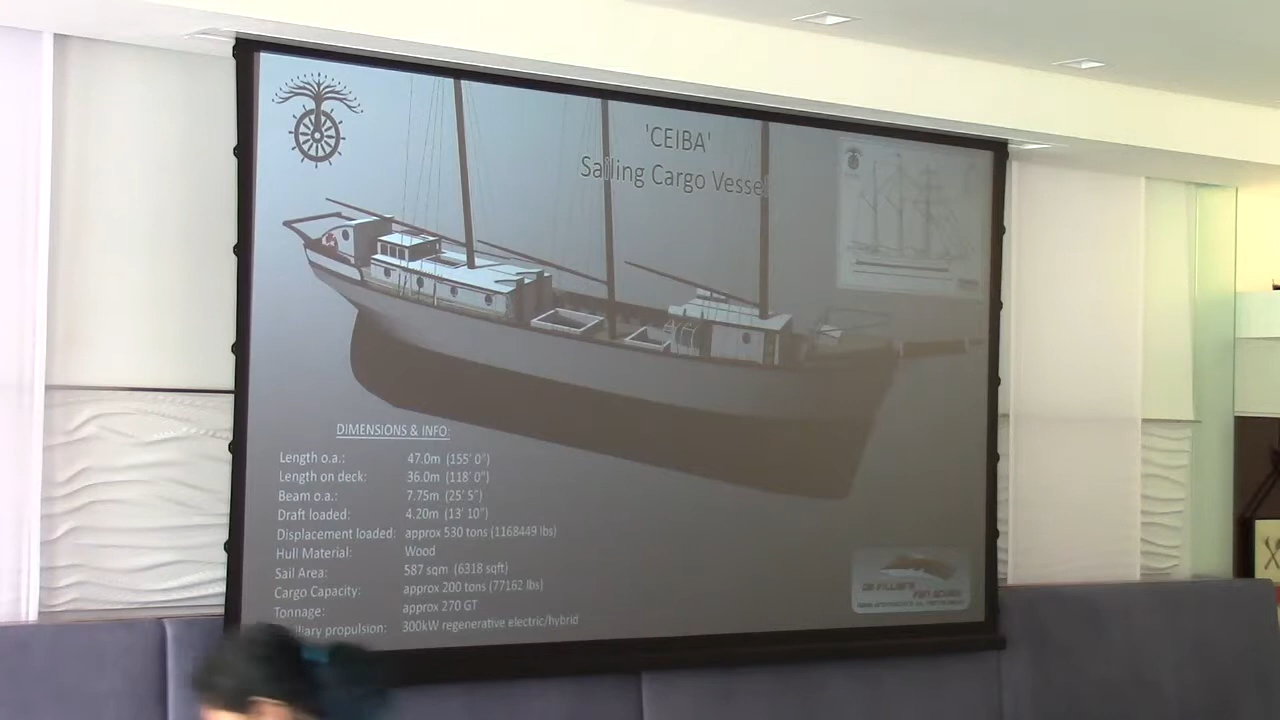 'CEIBA'
Sailing Cargo Vessel
DIMENSIONS & INFO:
Length o.a.: 47.0m (155' 0")
Length on deck: 36.0m (118' 0")
Beam o.a.: 7.75m (25' 5")
Draft loaded: 4.20m (13' 10")
Displacement loaded: approx 530 tons (1168449 lbs)
Hull Material: Wood
Sail Area: 587 sqm (6318 sqft)
Cargo Capacity: approx 200 tons (77162 lbs)
Tonnage: approx 270 GT
propulsion: 300kW regenerative electric/hybrid